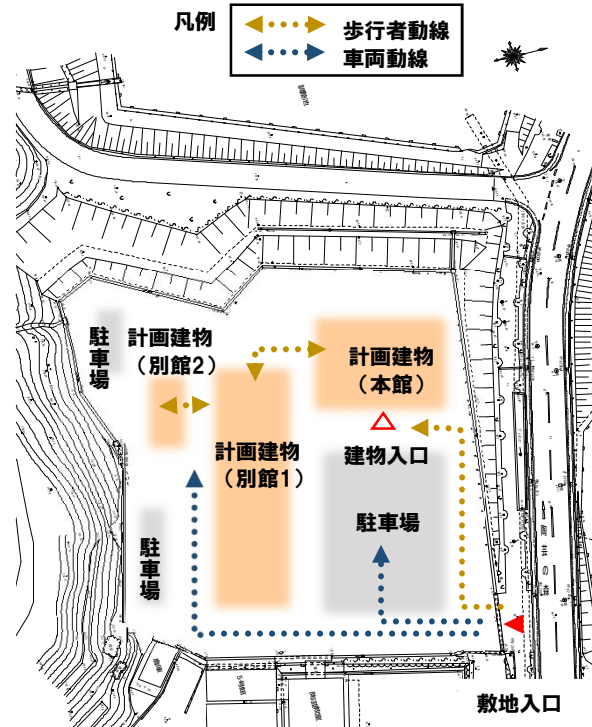 凡例
歩行者動線
車両動線
駐車場
計画建物
（別館2）
計画建物
（本館）
計画建物
（別館1）
建物入口
駐車場
駐車場
敷地入口